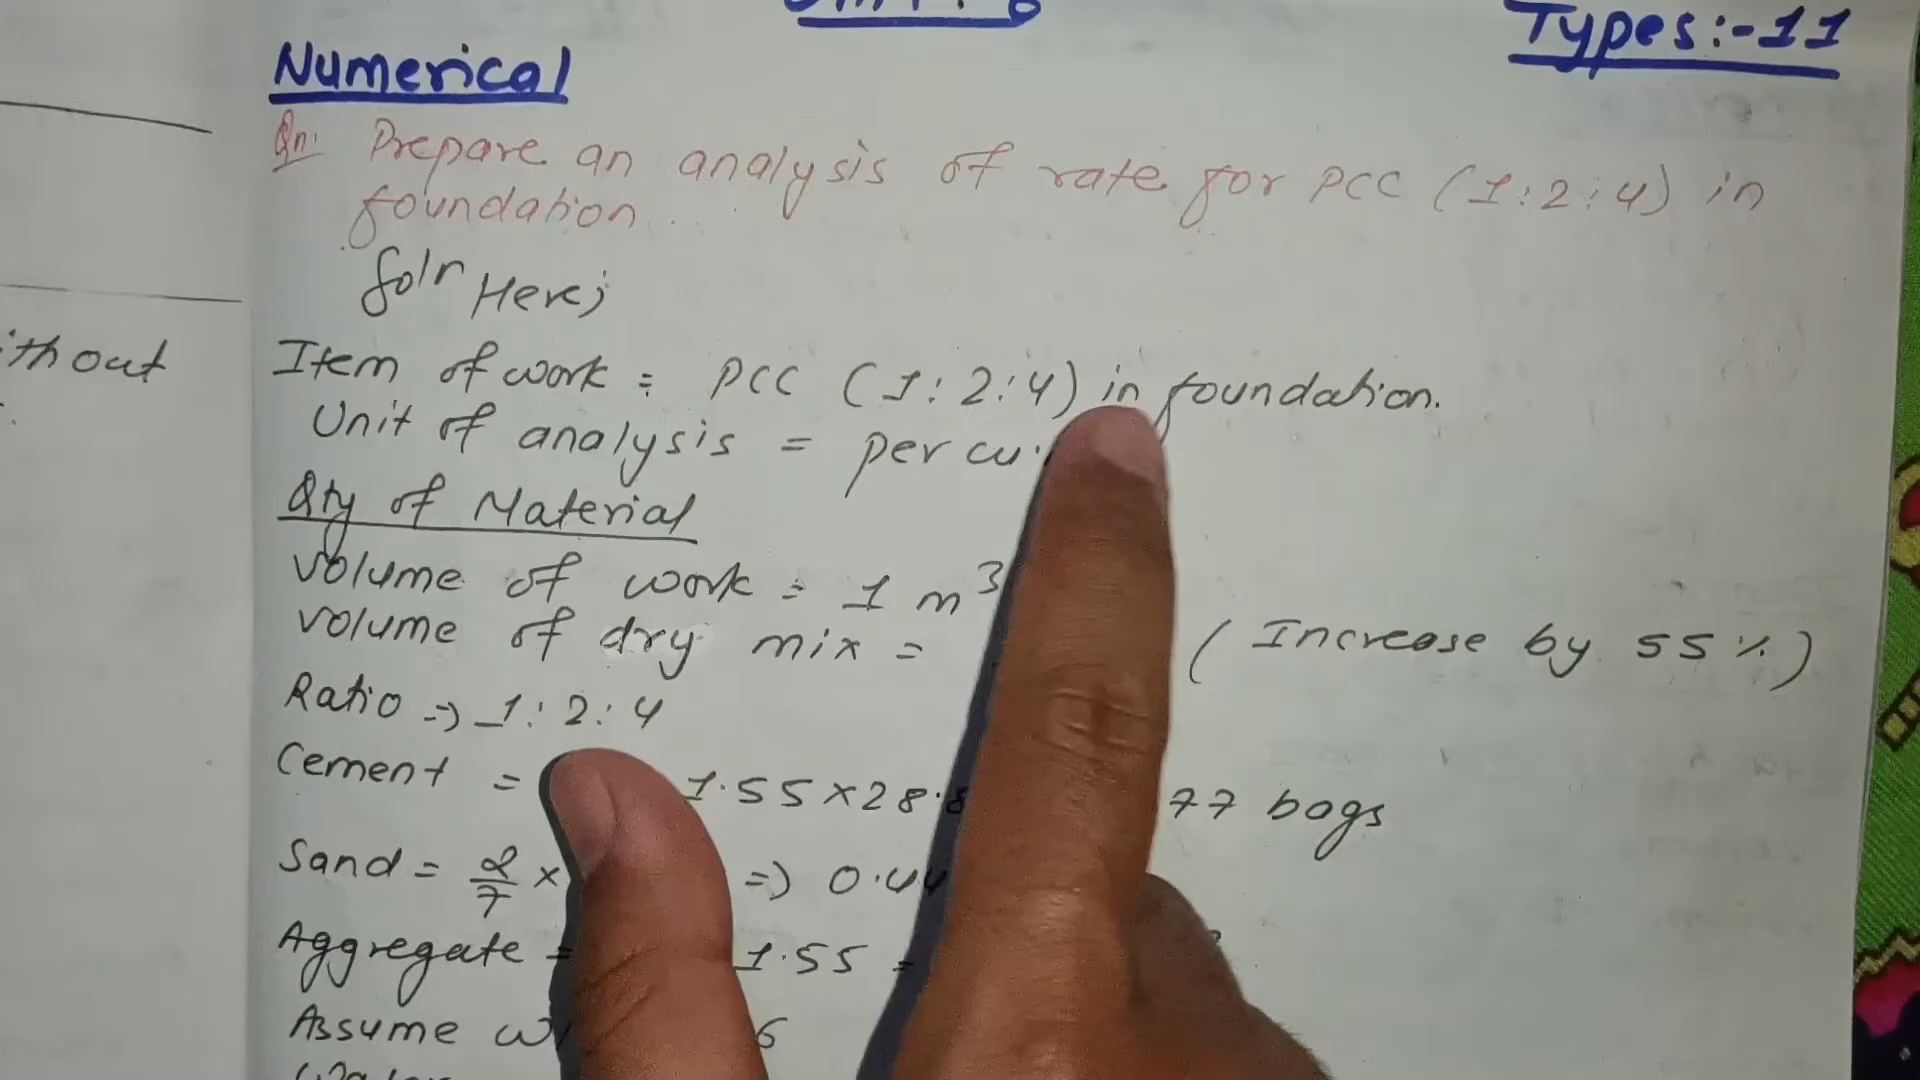 Types:-11
Numerical
Qn. Prepare an analysis of rate for PCC (1:2:4) in
foundation.
Soln Here;
Item of work = PCC (1:2:4) in foundation.
ithout
Unit of analysis = per cu.
Qty of Material
Volume of work = 1 m³
Volume of dry mix = (Increase by 55%)
Ratio => 1:2:4
Cement = 1.55×28.8 77 bags
Sand = 2/7 × => 0.44
Aggregate = 1.55 =
Assume w/ 6